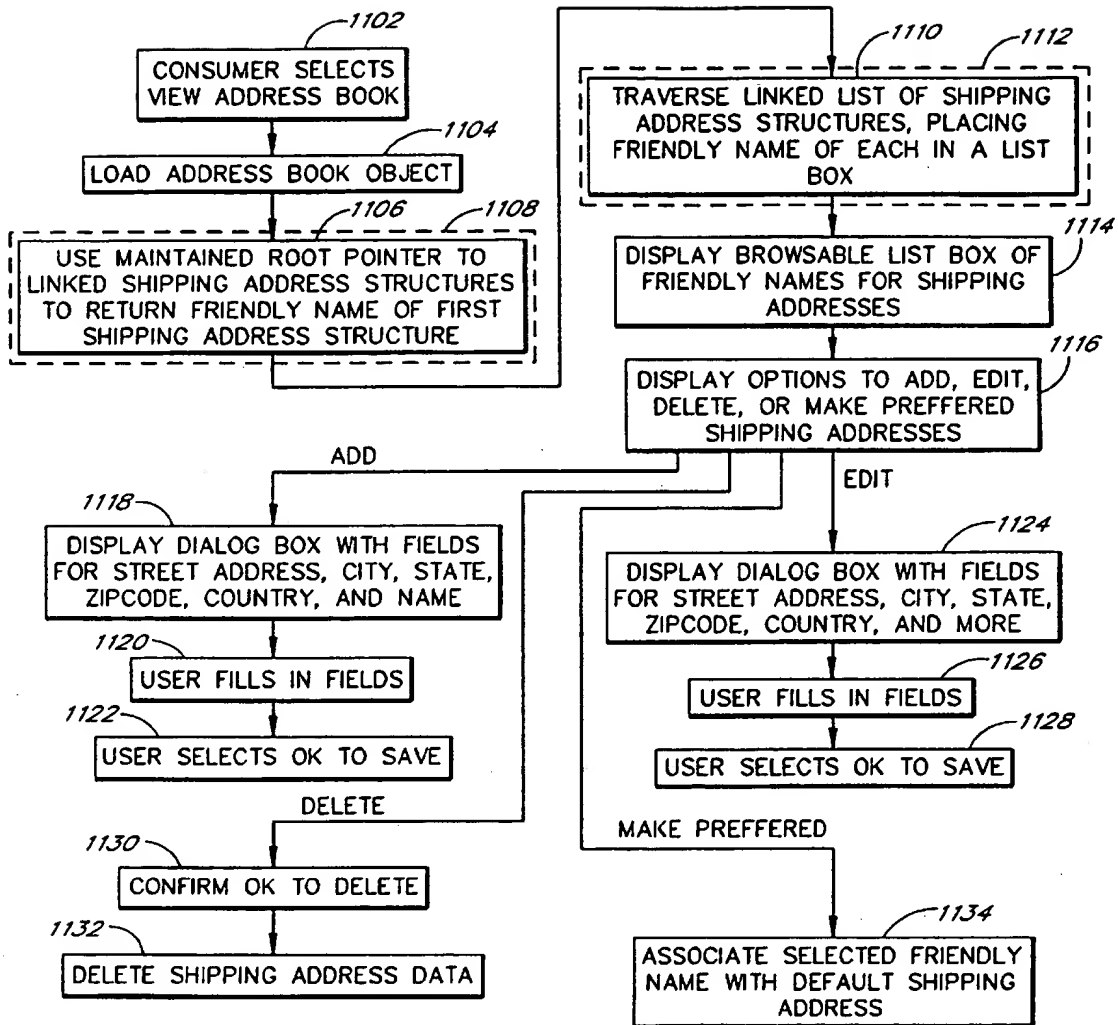 1102
CONSUMER SELECTS
VIEW ADDRESS BOOK
1104
LOAD ADDRESS BOOK OBJECT
1106
1108
USE MAINTAINED ROOT POINTER TO
LINKED SHIPPING ADDRESS STRUCTURES
TO RETURN FRIENDLY NAME OF FIRST
SHIPPING ADDRESS STRUCTURE
1110
1112
TRAVERSE LINKED LIST OF SHIPPING
ADDRESS STRUCTURES, PLACING
FRIENDLY NAME OF EACH IN A LIST
BOX
1114
DISPLAY BROWSABLE LIST BOX OF
FRIENDLY NAMES FOR SHIPPING
ADDRESSES
1116
DISPLAY OPTIONS TO ADD, EDIT,
DELETE, OR MAKE PREFFERED
SHIPPING ADDRESSES
ADD
1118
DISPLAY DIALOG BOX WITH FIELDS
FOR STREET ADDRESS, CITY, STATE,
ZIPCODE, COUNTRY, AND NAME
1120
USER FILLS IN FIELDS
1122
USER SELECTS OK TO SAVE
EDIT
1124
DISPLAY DIALOG BOX WITH FIELDS
FOR STREET ADDRESS, CITY, STATE,
ZIPCODE, COUNTRY, AND MORE
1126
USER FILLS IN FIELDS
1128
USER SELECTS OK TO SAVE
DELETE
1130
CONFIRM OK TO DELETE
1132
DELETE SHIPPING ADDRESS DATA
MAKE PREFFERED
1134
ASSOCIATE SELECTED FRIENDLY
NAME WITH DEFAULT SHIPPING
ADDRESS